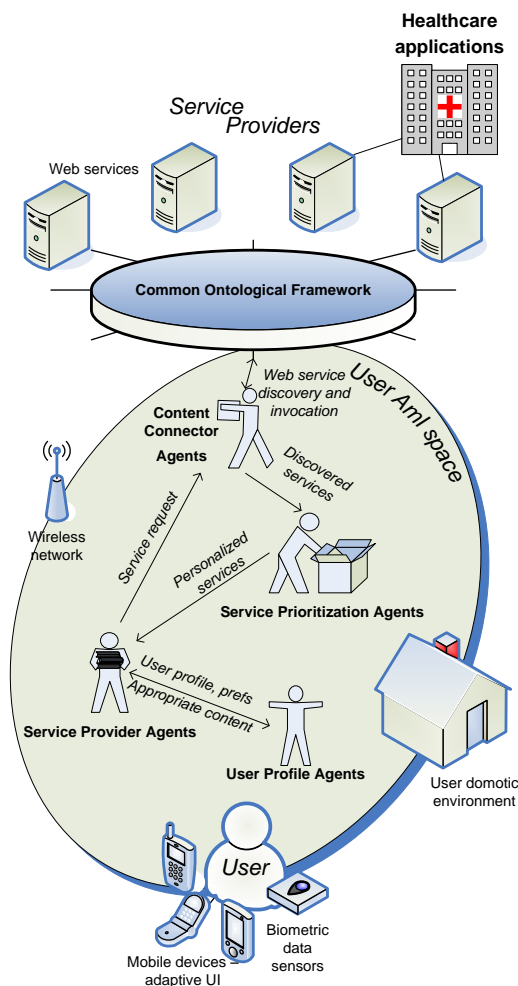 Healthcare
applications
Service
Providers
Web services
Common Ontological Framework
Web service
discovery and
invocation
User AmI space
Content
Connector
Agents
Discovered
services
Wireless
network
Service request
Personalized
services
Service Prioritization Agents
User profile, prefs
Appropriate content
Service Provider Agents
User Profile Agents
User domotic
environment
User
Biometric
data
sensors
Mobile devices –
adaptive UI